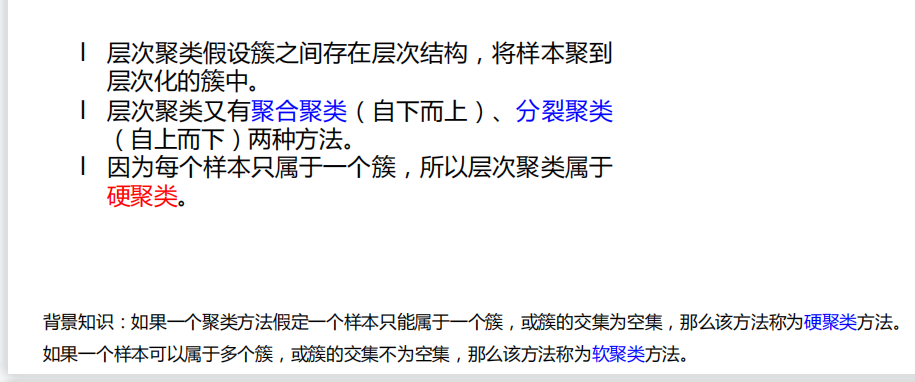 l 层次聚类假设簇之间存在层次结构，将样本聚到
层次化的簇中。
l 层次聚类又有聚合聚类（自下而上）、分裂聚类
（自上而下）两种方法。
l 因为每个样本只属于一个簇，所以层次聚类属于
硬聚类。
背景知识：如果一个聚类方法假定一个样本只能属于一个簇，或簇的交集为空集，那么该方法称为硬聚类方法。
如果一个样本可以属于多个簇，或簇的交集不为空集，那么该方法称为软聚类方法。